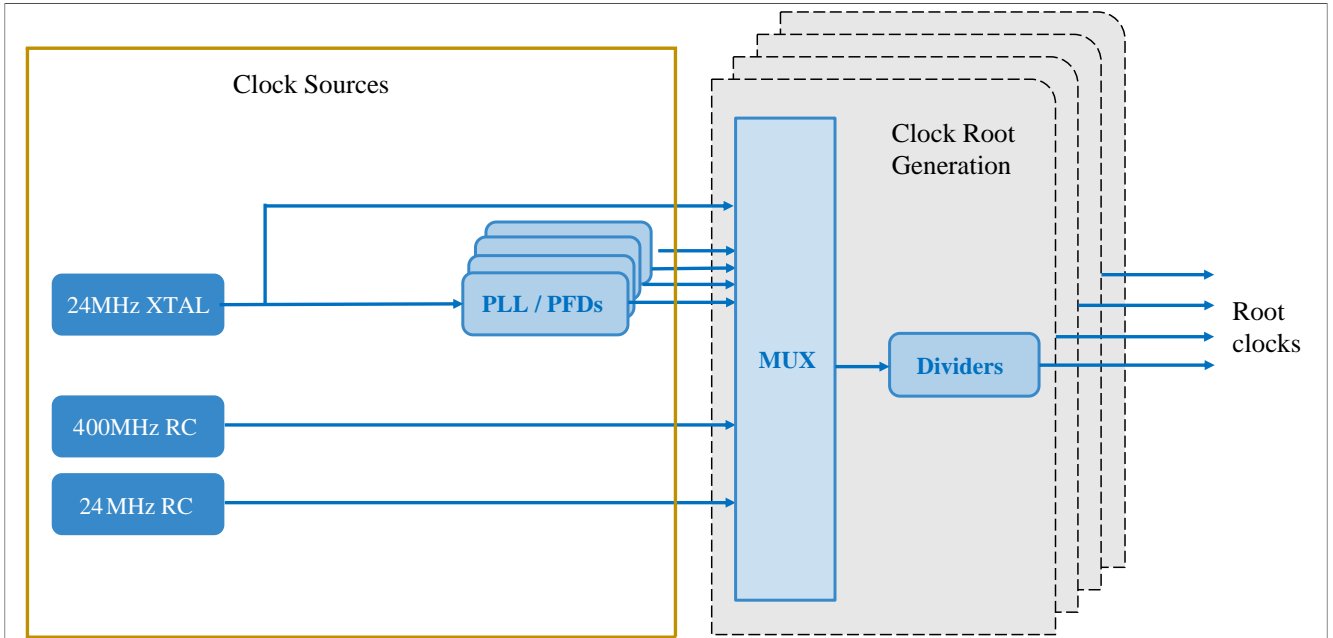 Clock Sources
Clock Root
Generation
24MHz XTAL
PLL / PFDs
Root
clocks
MUX
Dividers
400MHz RC
24MHz RC